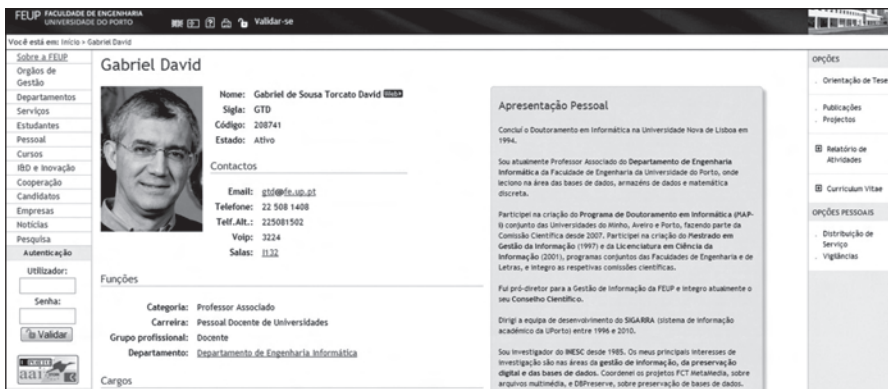 FEUP FACULDADE DE ENGENHARIA
UNIVERSIDADE DO PORTO
Validar-se
Você está em: Início > Gabriel David
Sobre a FEUP
Orgãos de
Gestão
Departamentos
Serviços
Estudantes
Pessoal
Cursos
I&D e Inovação
Cooperação
Candidatos
Empresas
Notícias
Pesquisa
Autenticação
Utilizador:
Senha:
Validar
Gabriel David
Nome: Gabriel de Sousa Torcato David
Sigla: GTD
Código: 208741
Estado: Ativo
Contactos
Email: gtd@fe.up.pt
Telefone: 22 508 1408
Telf.Alt.: 225081502
Voip: 3224
Salas: I132
Funções
Categoria: Professor Associado
Carreira: Pessoal Docente de Universidades
Grupo profissional: Docente
Departamento: Departamento de Engenharia Informática
Cargos
Apresentação Pessoal
Concluí o Doutoramento em Informática na Universidade Nova de Lisboa em
1994.
Sou atualmente Professor Associado do Departamento de Engenharia
Informática da Faculdade de Engenharia da Universidade do Porto, onde
leciono na área das bases de dados, armazéns de dados e matemática
discreta.
Participei na criação do Programa de Doutoramento em Informática (MAP-
i) conjunto das Universidades do Minho, Aveiro e Porto, fazendo parte da
Comissão Científica desde 2007. Participei na criação do Mestrado em
Gestão da Informação (1997) e da Licenciatura em Ciência da
Informação (2001), programas conjuntos das Faculdades de Engenharia e de
Letras, e integro as respetivas comissões científicas.
Fui pró-diretor para a Gestão de Informação da FEUP e integro atualmente o
seu Conselho Científico.
Dirigi a equipa de desenvolvimento do SIGARRA (sistema de informação
académico da UPorto) entre 1996 e 2010.
Sou investigador do INESC desde 1985. Os meus principais interesses de
investigação são nas áreas da gestão de informação, da preservação
digital e das bases de dados. Coordenei os projetos FCT MetaMedia, sobre
arquivos multimédia, e DBPreserve, sobre preservação de bases de dados.
OPÇÕES
Orientação de Tese
Publicações
Projectos
Relatório de
Atividades
Curriculum Vitae
OPÇÕES PESSOAIS
Distribuição de
Serviço
Vigilâncias